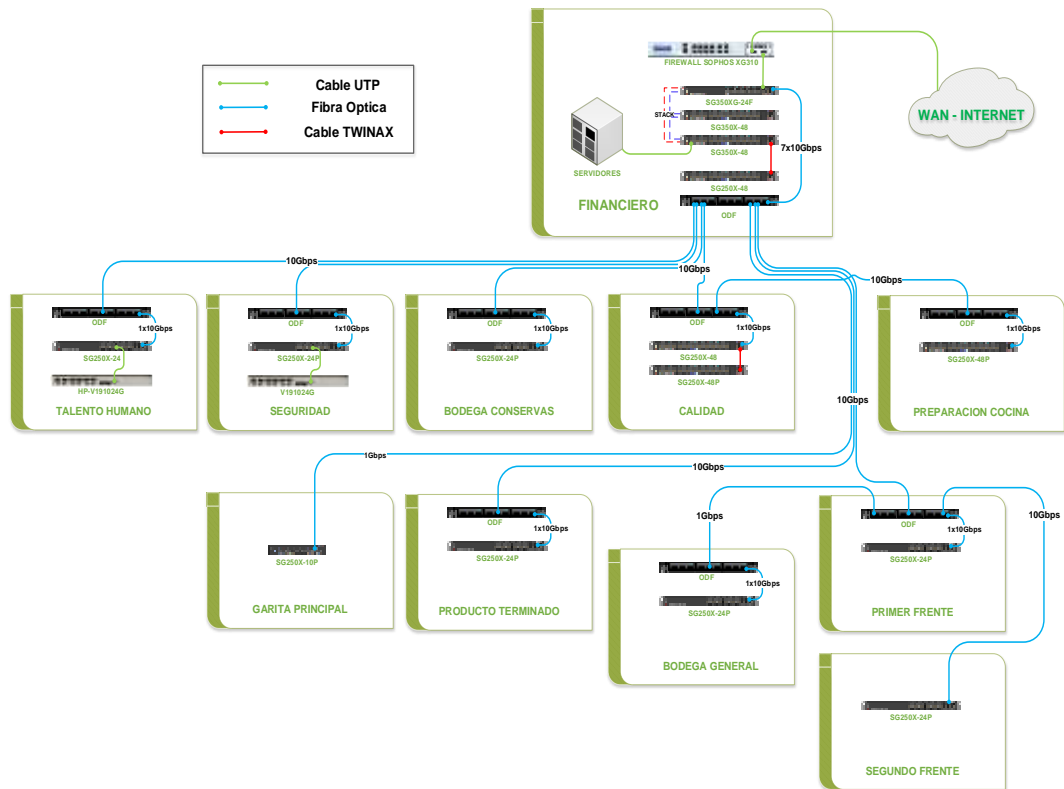 Cable UTP
Fibra Optica
Cable TWINAX
FIREWALL SOPHOS XG310
WAN - INTERNET
SG350XG-24F
STACK
SG350X-48
SG350X-48
7x10Gbps
SERVIDORES
SG250X-48
FINANCIERO
ODF
10Gbps
10Gbps
10Gbps
ODF
1x10Gbps
SG250X-24
HP-V191024G
TALENTO HUMANO
ODF
1x10Gbps
SG250X-24P
V191024G
SEGURIDAD
ODF
1x10Gbps
SG250X-24P
BODEGA CONSERVAS
ODF
1x10Gbps
SG250X-48
SG250X-48P
CALIDAD
ODF
1x10Gbps
SG250X-48P
PREPARACION COCINA
10Gbps
1Gbps
10Gbps
SG250X-10P
GARITA PRINCIPAL
ODF
1x10Gbps
SG250X-24P
PRODUCTO TERMINADO
1Gbps
ODF
1x10Gbps
SG250X-24P
BODEGA GENERAL
ODF
1x10Gbps
SG250X-24P
PRIMER FRENTE
10Gbps
SG250X-24P
SEGUNDO FRENTE